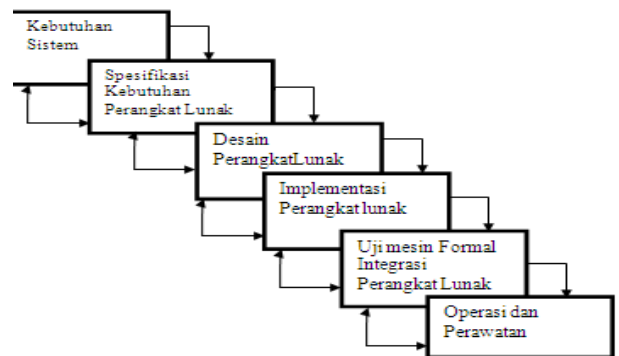 Kebutuhan
Sistem
Spesifikasi
Kebutuhan
Perangkat Lunak
Desain
PerangkatLunak
Implementasi
Perangkat lunak
Uji mesin Formal
Integrasi
Perangkat Lunak
Operasi dan
Perawatan